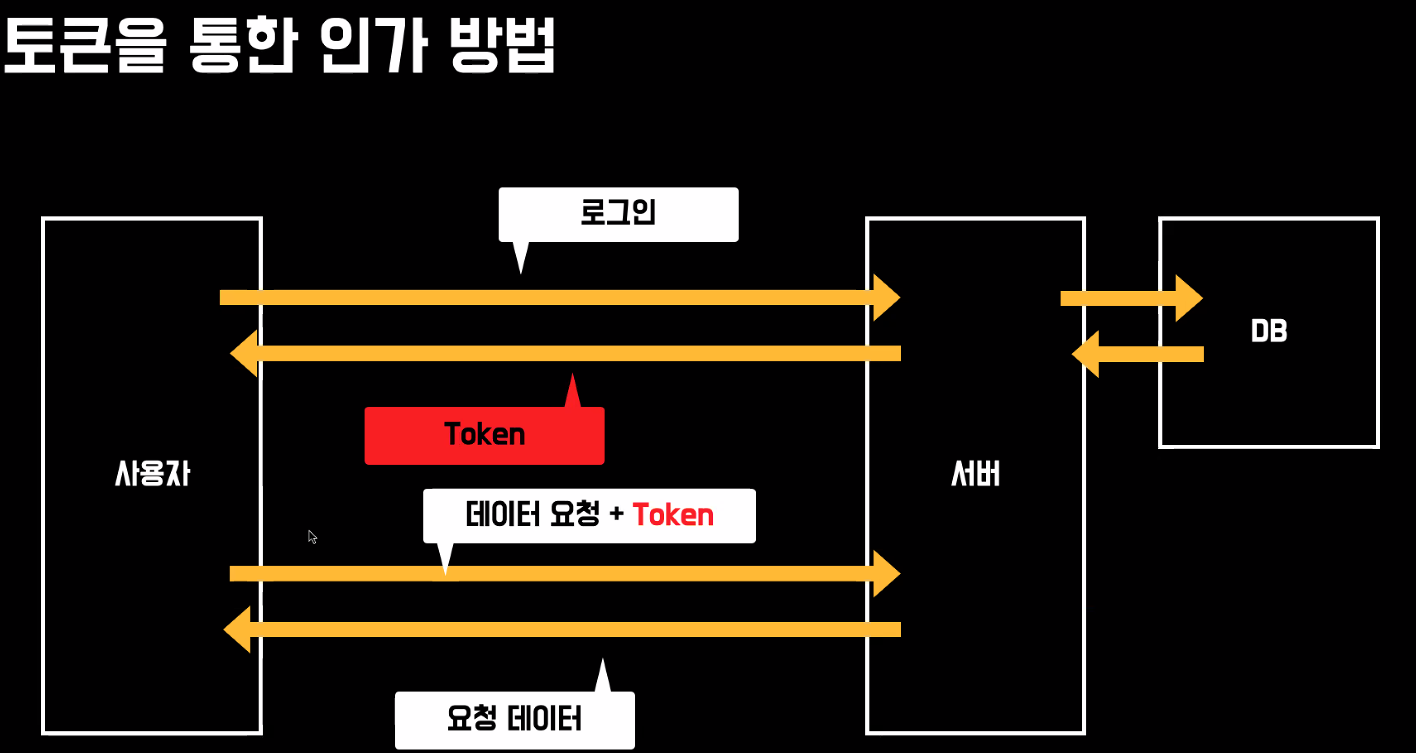 토큰을 통한 인가 방법
로그인
Token
데이터 요청 + Token
요청 데이터
사용자
서버
DB